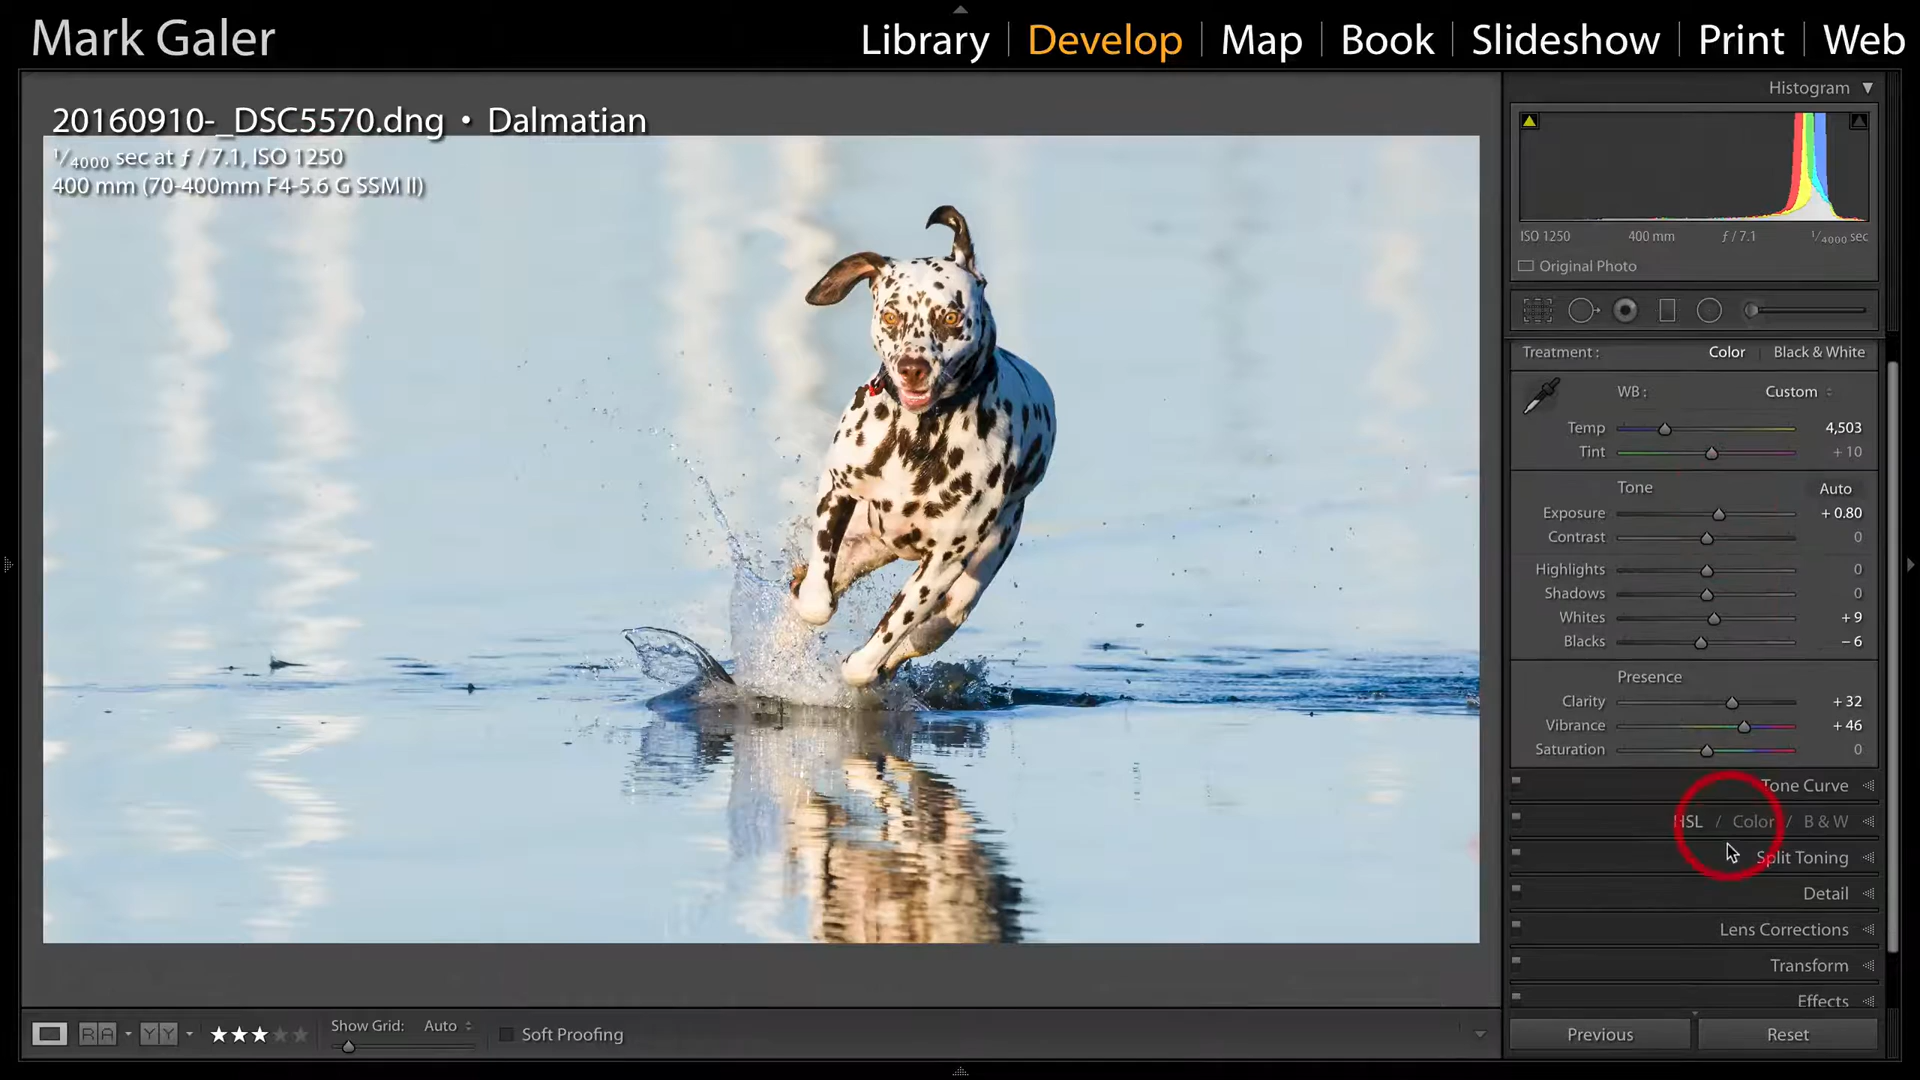 Mark Galer
Library Develop Map Book Slideshow Print Web
20160910-_DSC5570.dng • Dalmatian
1/4000 sec at ƒ / 7.1, ISO 1250
400 mm (70-400mm F4-5.6 G SSM II)
Histogram
ISO 1250 400 mm ƒ / 7.1 1/4000 sec
Original Photo
Treatment : Color Black & White
WB : Custom
Temp 4,503
Tint + 10
Tone Auto
Exposure + 0.80
Contrast 0
Highlights 0
Shadows 0
Whites + 9
Blacks – 6
Presence
Clarity + 32
Vibrance + 46
Saturation 0
Tone Curve
HSL / Color / B & W
Split Toning
Detail
Lens Corrections
Transform
Effects
R A Y Y Show Grid: Auto Soft Proofing
Previous Reset